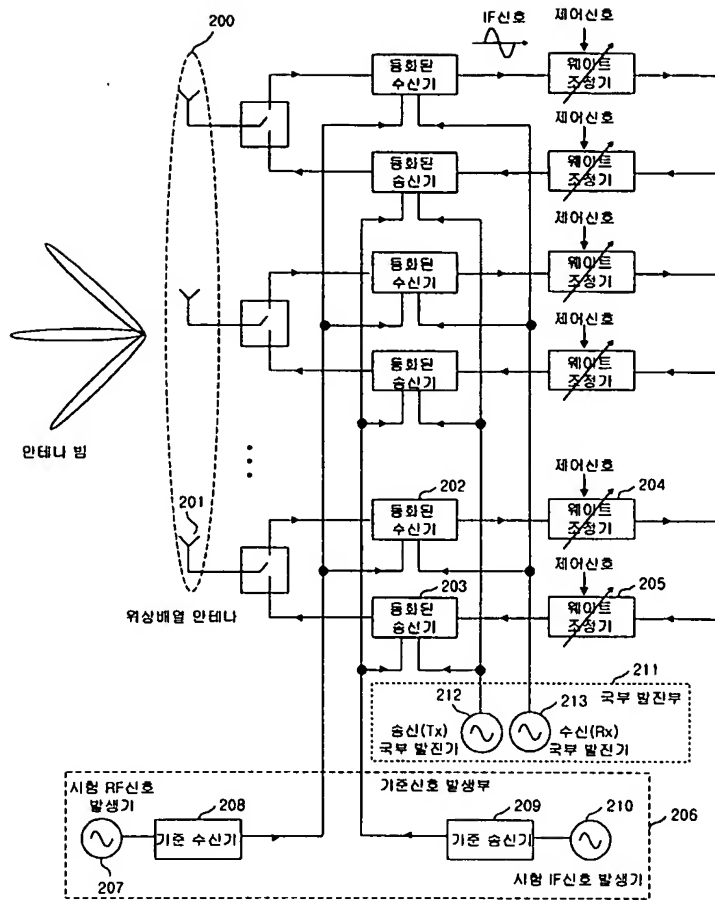 200
IF신호
제어신호
등화된
수신기
웨이트
조정기
제어신호
등화된
송신기
웨이트
조정기
제어신호
등화된
수신기
웨이트
조정기
제어신호
등화된
송신기
웨이트
조정기
안테나 빔
201
202
제어신호
204
등화된
수신기
웨이트
조정기
위상배열 안테나
203
제어신호
205
등화된
송신기
웨이트
조정기
211
212
213
국부 발진부
송신(Tx)
국부 발진기
수신(Rx)
국부 발진기
시험 RF신호
발생기
기준신호 발생부
208
209
210
206
기준 수신기
기준 송신기
207
시험 IF신호 발생기